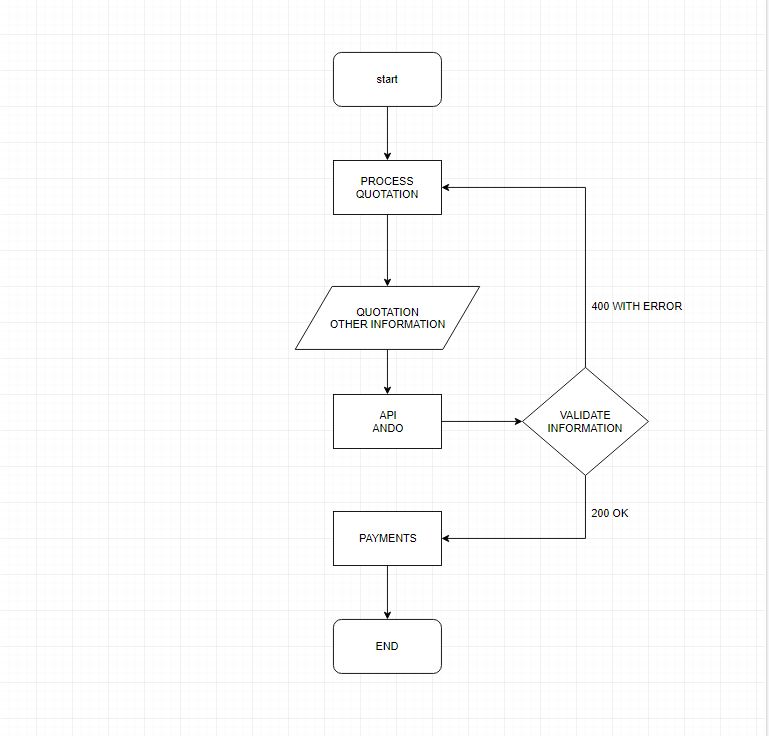 start
PROCESS
QUOTATION
QUOTATION
OTHER INFORMATION
400 WITH ERROR
API
ANDO
VALIDATE
INFORMATION
200 OK
PAYMENTS
END